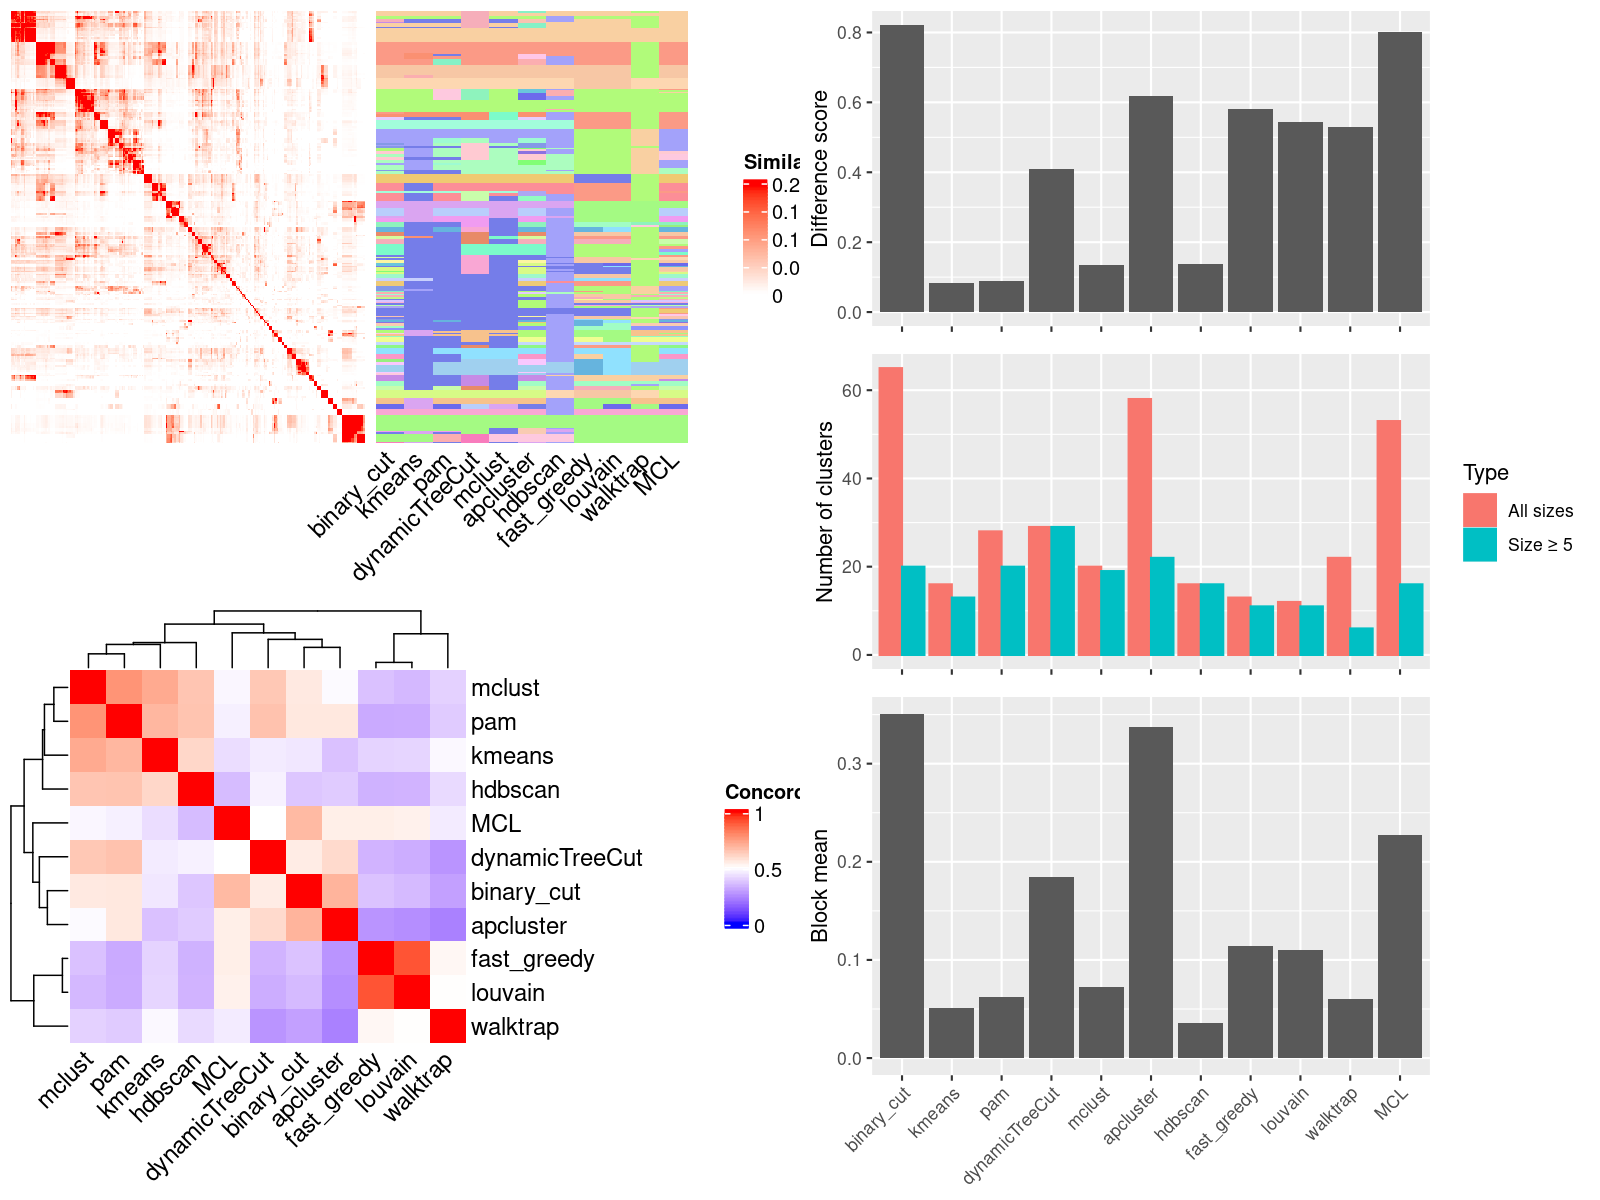 Simila
0.2
0.1
0.1
0.0
0
binary_cut
kmeans
pam
dynamicTreeCut
mclust
apcluster
hdbscan
fast_greedy
louvain
walktrap
MCL
mclust
pam
kmeans
hdbscan
MCL
dynamicTreeCut
binary_cut
apcluster
fast_greedy
louvain
walktrap
mclust
pam
kmeans
hdbscan
MCL
dynamicTreeCut
binary_cut
apcluster
fast_greedy
louvain
walktrap
Concord
1
0.5
0
Difference score
0.8
0.6
0.4
0.2
0.0
Number of clusters
60
40
20
0
Type
All sizes
Size ≥ 5
Block mean
0.3
0.2
0.1
0.0
binary_cut
kmeans
pam
dynamicTreeCut
mclust
apcluster
hdbscan
fast_greedy
louvain
walktrap
MCL